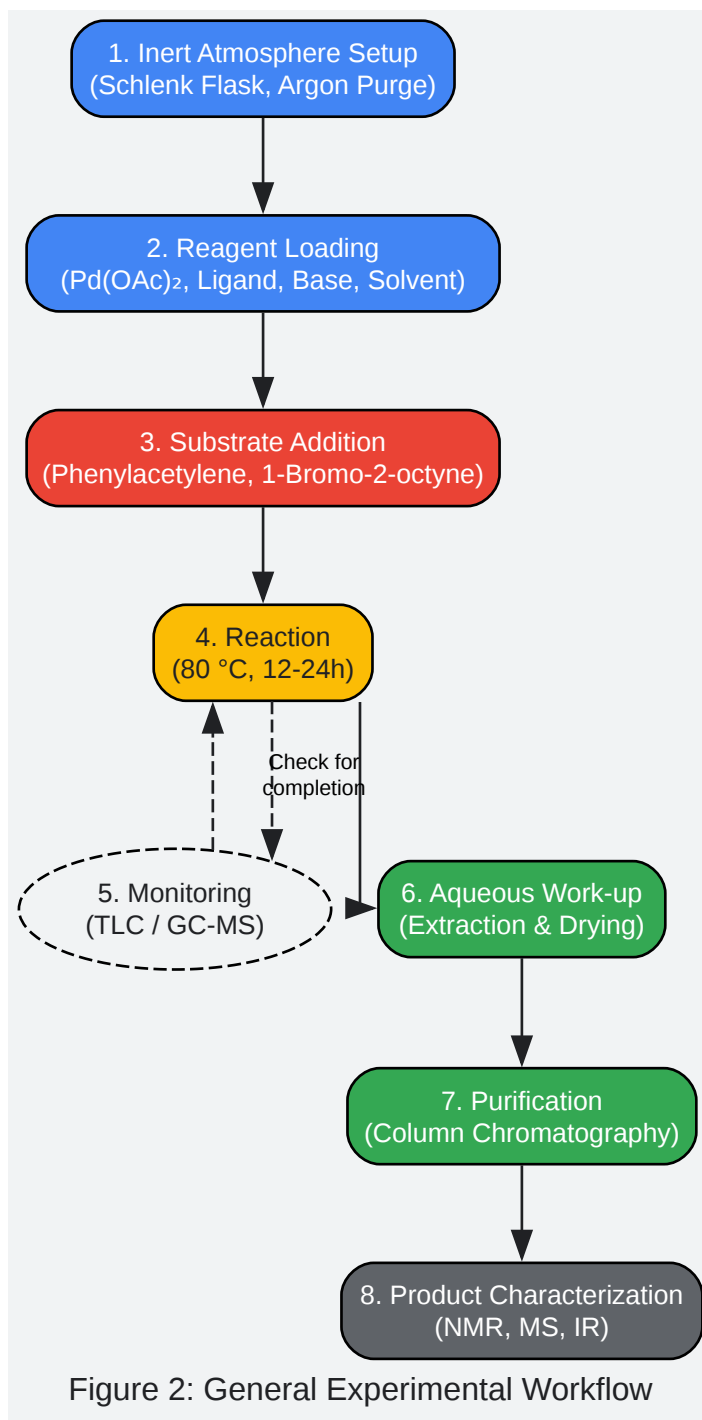 1. Inert Atmosphere Setup
(Schlenk Flask, Argon Purge)
2. Reagent Loading
(Pd(OAc)₂, Ligand, Base, Solvent)
3. Substrate Addition
(Phenylacetylene, 1-Bromo-2-octyne)
4. Reaction
(80 °C, 12-24h)
Check for
completion
5. Monitoring
(TLC / GC-MS)
6. Aqueous Work-up
(Extraction & Drying)
7. Purification
(Column Chromatography)
8. Product Characterization
(NMR, MS, IR)
Figure 2: General Experimental Workflow